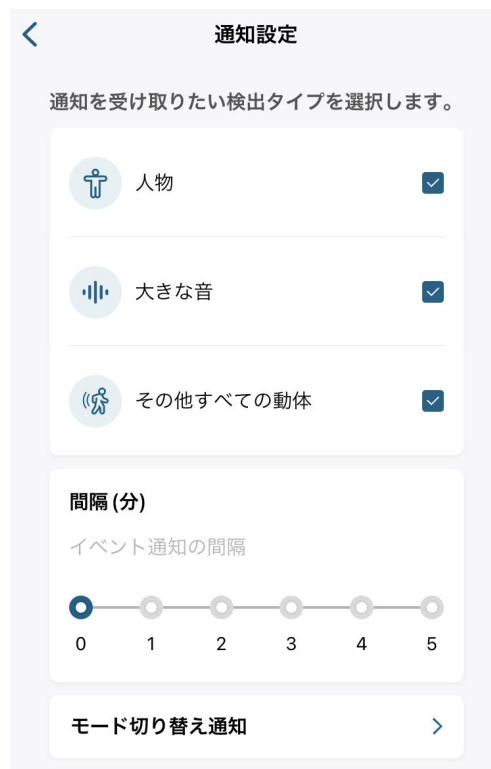 通知設定
通知を受け取りたい検出タイプを選択します。
人物
大きな音
その他すべての動体
間隔 (分)
イベント通知の間隔
0 1 2 3 4 5
モード切り替え通知